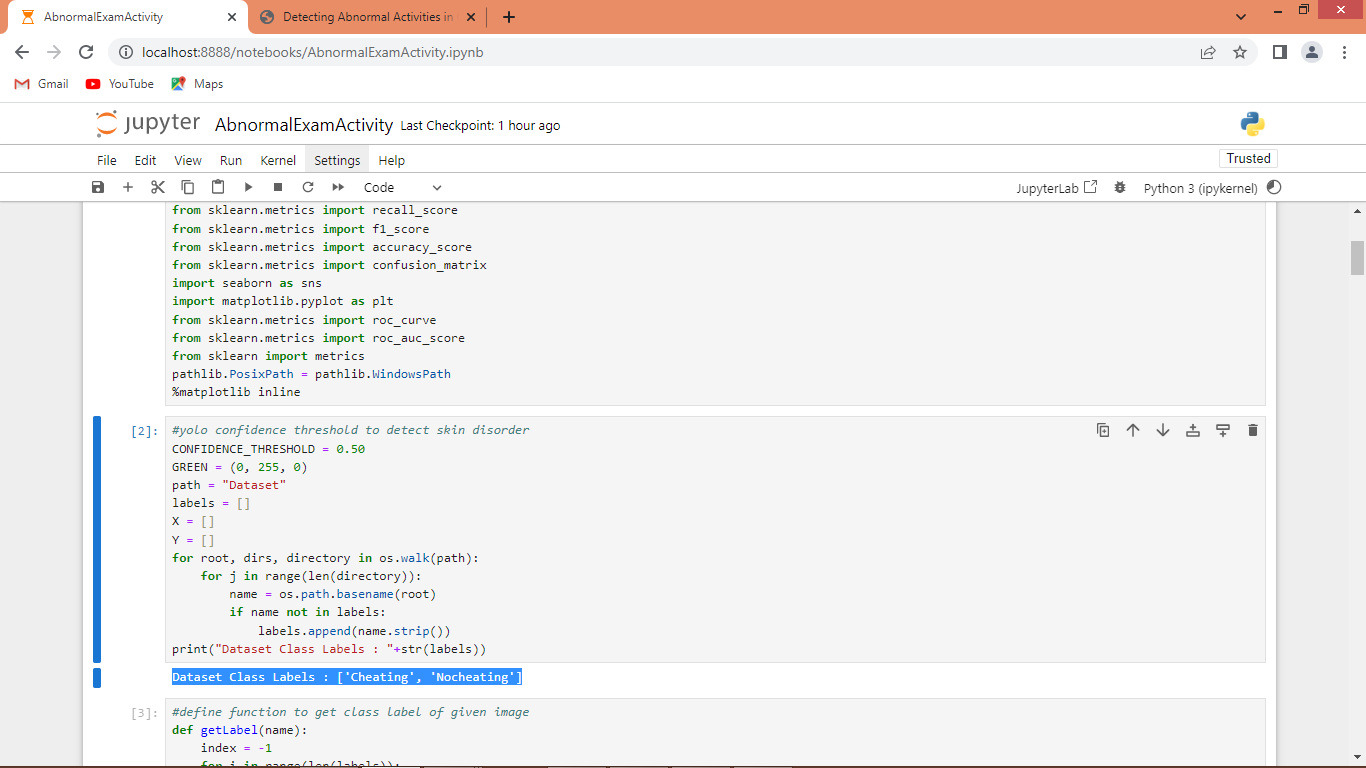 AbnormalExamActivity
Detecting Abnormal Activities in
localhost:8888/notebooks/AbnormalExamActivity.ipynb
Gmail YouTube Maps
jupyter AbnormalExamActivity Last Checkpoint: 1 hour ago
File Edit View Run Kernel Settings Help
Trusted
Code
JupyterLab Python 3 (ipykernel)
from sklearn.metrics import recall_score
from sklearn.metrics import f1_score
from sklearn.metrics import accuracy_score
from sklearn.metrics import confusion_matrix
import seaborn as sns
import matplotlib.pyplot as plt
from sklearn.metrics import roc_curve
from sklearn.metrics import roc_auc_score
from sklearn import metrics
pathlib.PosixPath = pathlib.WindowsPath
%matplotlib inline
[2]: #yolo confidence threshold to detect skin disorder
CONFIDENCE_THRESHOLD = 0.50
GREEN = (0, 255, 0)
path = "Dataset"
labels = []
X = []
Y = []
for root, dirs, directory in os.walk(path):
    for j in range(len(directory)):
        name = os.path.basename(root)
        if name not in labels:
            labels.append(name.strip())
print("Dataset Class Labels : "+str(labels))
Dataset Class Labels : ['Cheating', 'Nocheating']
[3]: #define function to get class label of given image
def getLabel(name):
    index = -1
    for i in range(len(labels)):